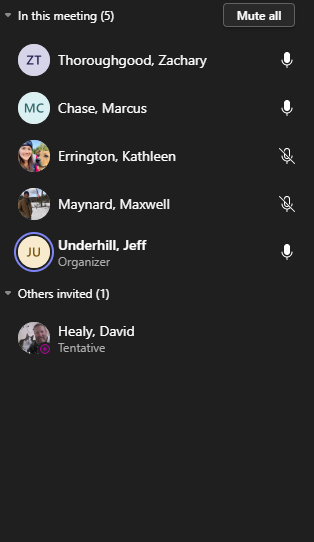 In this meeting (5)
Mute all
ZT
Thoroughgood, Zachary
MC
Chase, Marcus
Errington, Kathleen
Maynard, Maxwell
JU
Underhill, Jeff
Organizer
Others invited (1)
Healy, David
Tentative